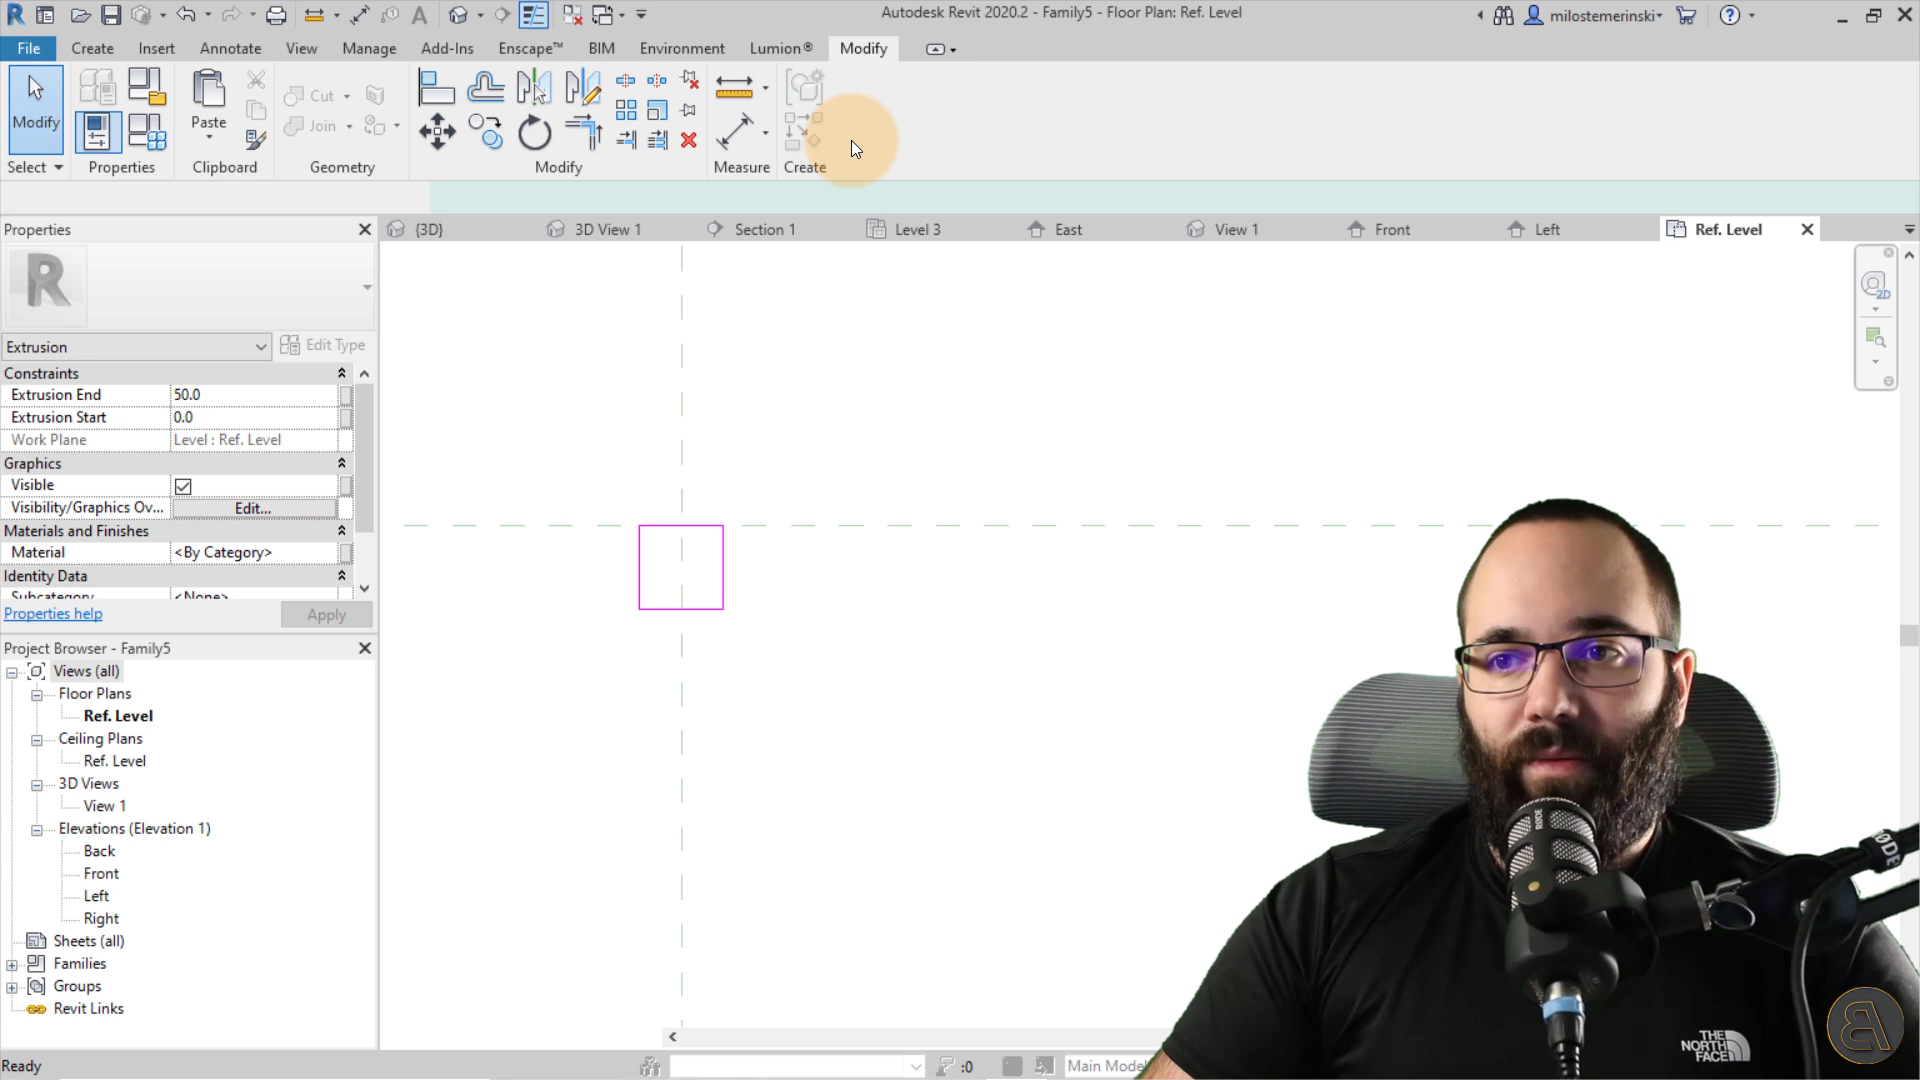 Autodesk Revit 2020.2 - Family5 - Floor Plan: Ref. Level
milostemerinski
File Create Insert Annotate View Manage Add-Ins Enscape™ BIM Environment Lumion® Modify
Modify
Paste
Cut
Join
Select Properties Clipboard Geometry Modify Measure Create
Properties
{3D} 3D View 1 Section 1 Level 3 East View 1 Front Left Ref. Level
2D
Extrusion
Edit Type
Constraints
Extrusion End 50.0
Extrusion Start 0.0
Work Plane Level : Ref. Level
Graphics
Visible
Visibility/Graphics Ov... Edit...
Materials and Finishes
Material <By Category>
Identity Data
Subcategory <None>
Properties help
Apply
Project Browser - Family5
Views (all)
Floor Plans
Ref. Level
Ceiling Plans
Ref. Level
3D Views
View 1
Elevations (Elevation 1)
Back
Front
Left
Right
Sheets (all)
Families
Groups
Revit Links
Ready
:0
Main Model
RØDE
RØDE
THE
NORTH
FACE